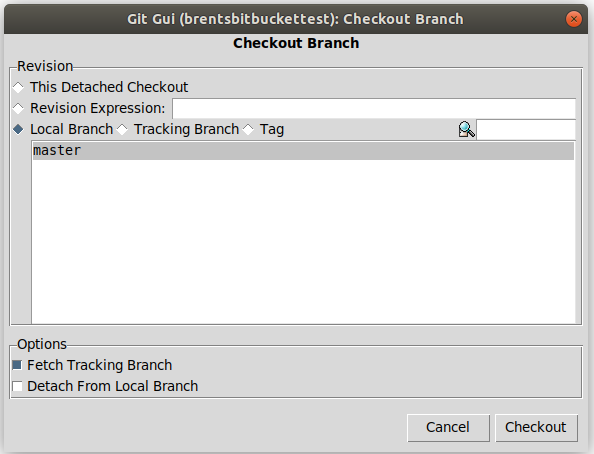 Git Gui (brentsbitbuckettest): Checkout Branch
Checkout Branch
Revision
This Detached Checkout
Revision Expression:
Local Branch Tracking Branch Tag
master
Options
Fetch Tracking Branch
Detach From Local Branch
Cancel Checkout